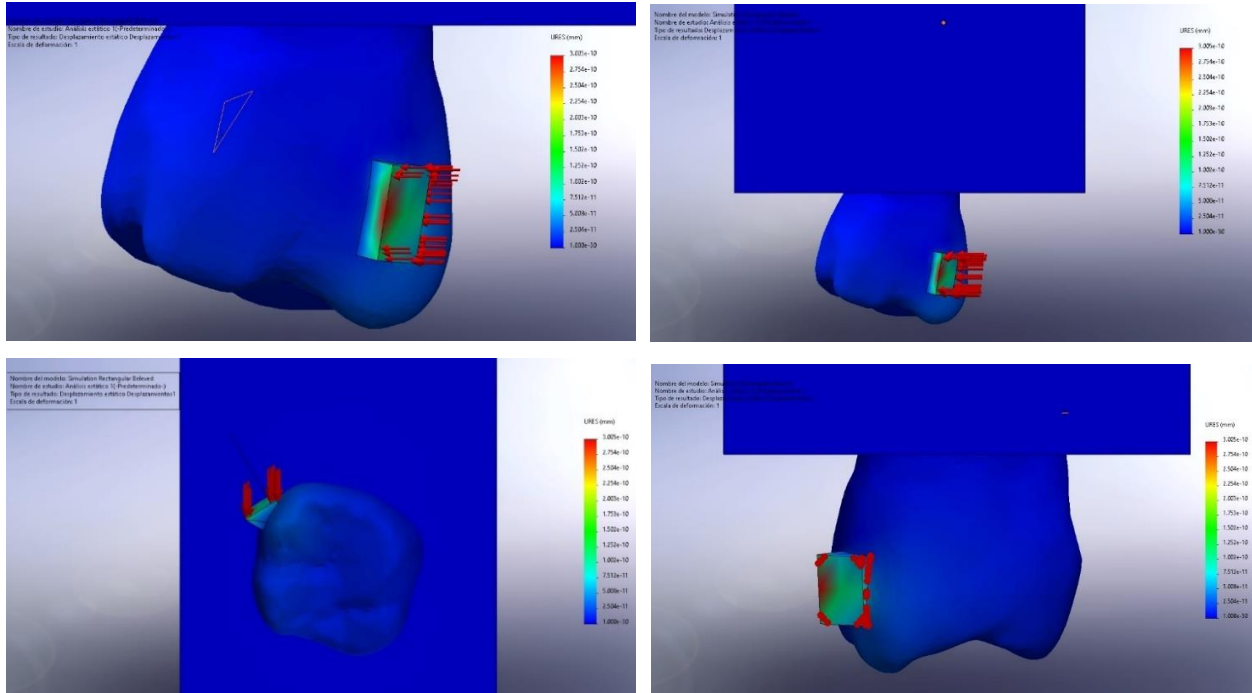 Nombre de estudio: Análisis estático 1(-Predeterminado-)
Tipo de resultado: Desplazamiento estático
Escala de deformación: 1
URES (mm)
3.005e-10
2.754e-10
2.504e-10
2.254e-10
2.003e-10
1.753e-10
1.502e-10
1.252e-10
1.002e-10
7.512e-11
5.008e-11
2.504e-11
1.000e-30
Nombre de modelo:
Nombre de estudio:
Tipo de resultado:
Escala de deformación: 1
URES (mm)
3.005e-10
2.754e-10
2.504e-10
2.254e-10
2.003e-10
1.753e-10
1.502e-10
1.252e-10
1.002e-10
7.512e-11
5.000e-11
2.504e-11
1.000e-30
Nombre del modelo: Simulation Rectangular Beleved
Nombre de estudio: Análisis estático 1(-Predeterminado-)
Tipo de resultado: Desplazamiento estático Desplazamientos1
Escala de deformación: 1
URES (mm)
3.005e-10
2.754e-10
2.504e-10
2.254e-10
2.003e-10
1.753e-10
1.502e-10
1.252e-10
1.002e-10
7.512e-11
5.008e-11
2.504e-11
1.000e-30
Nombre del modelo:
Nombre de estudio:
Tipo de resultado:
Escala de deformación: 1
URES (mm)
3.005e-10
2.754e-10
2.504e-10
2.254e-10
2.003e-10
1.753e-10
1.502e-10
1.252e-10
1.002e-10
7.512e-11
5.008e-11
2.504e-11
1.000e-30